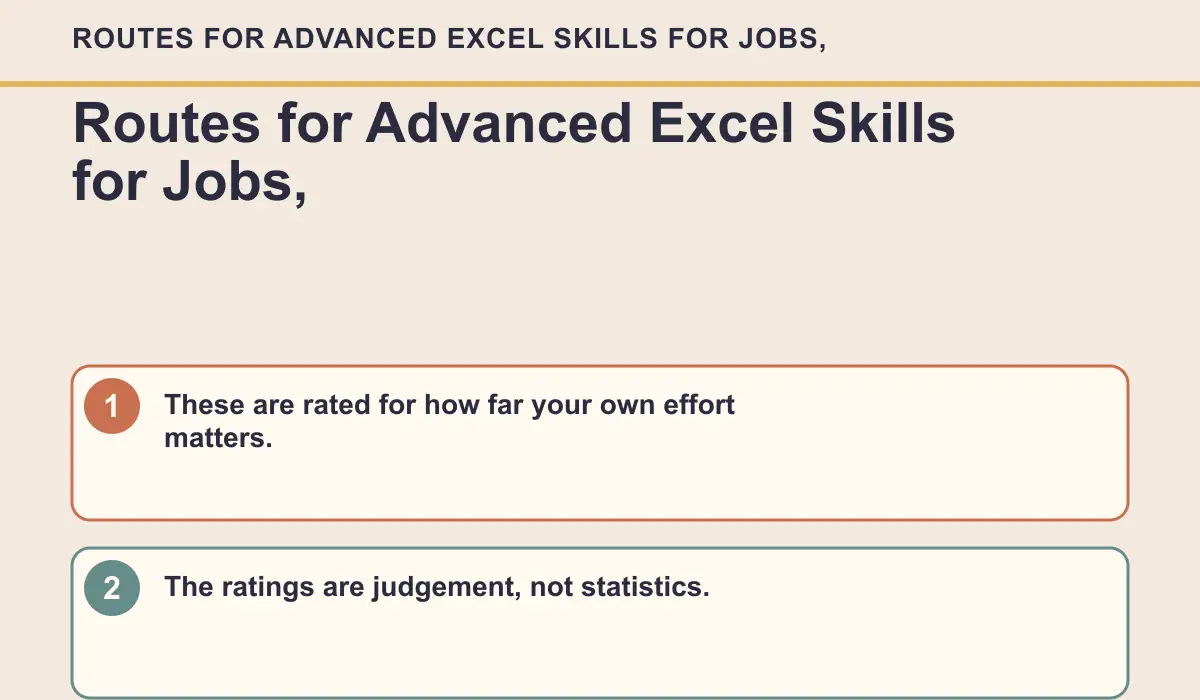 ROUTES FOR ADVANCED EXCEL SKILLS FOR JOBS,
Routes for Advanced Excel Skills
for Jobs,
1
These are rated for how far your own effort
matters.
2
The ratings are judgement, not statistics.